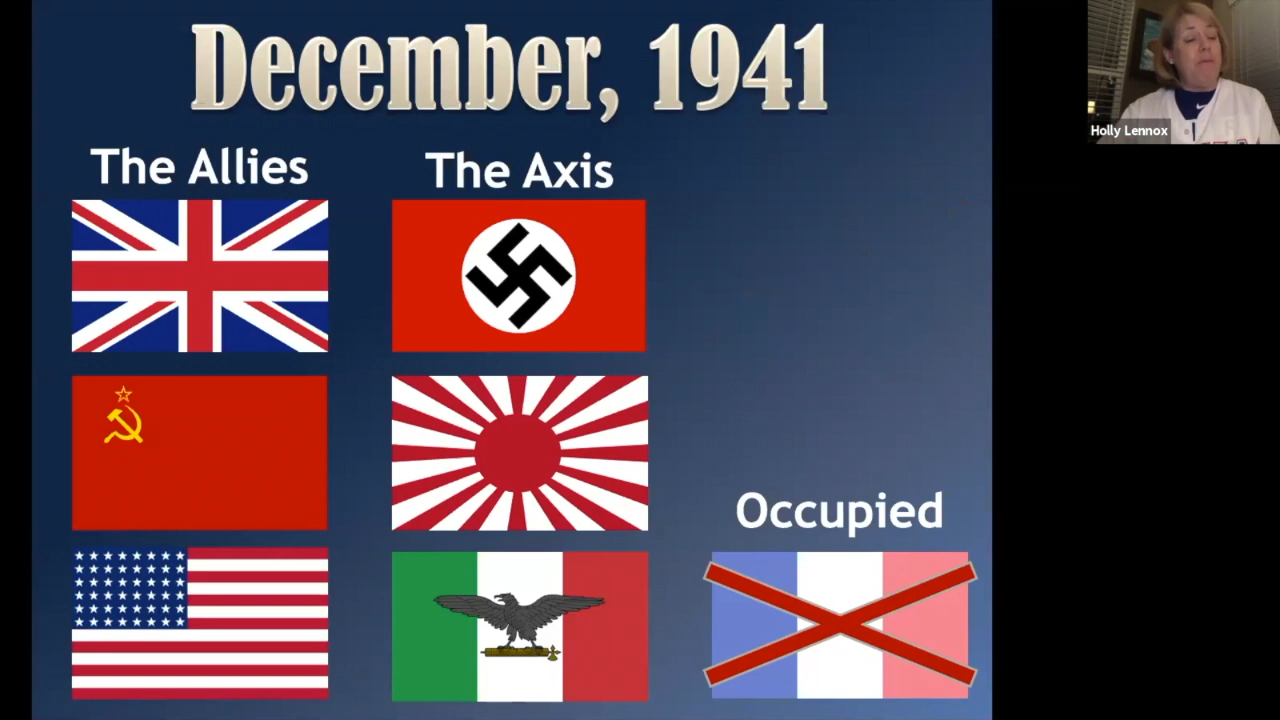 December, 1941
The Allies
The Axis
Occupied
Holly Lennox